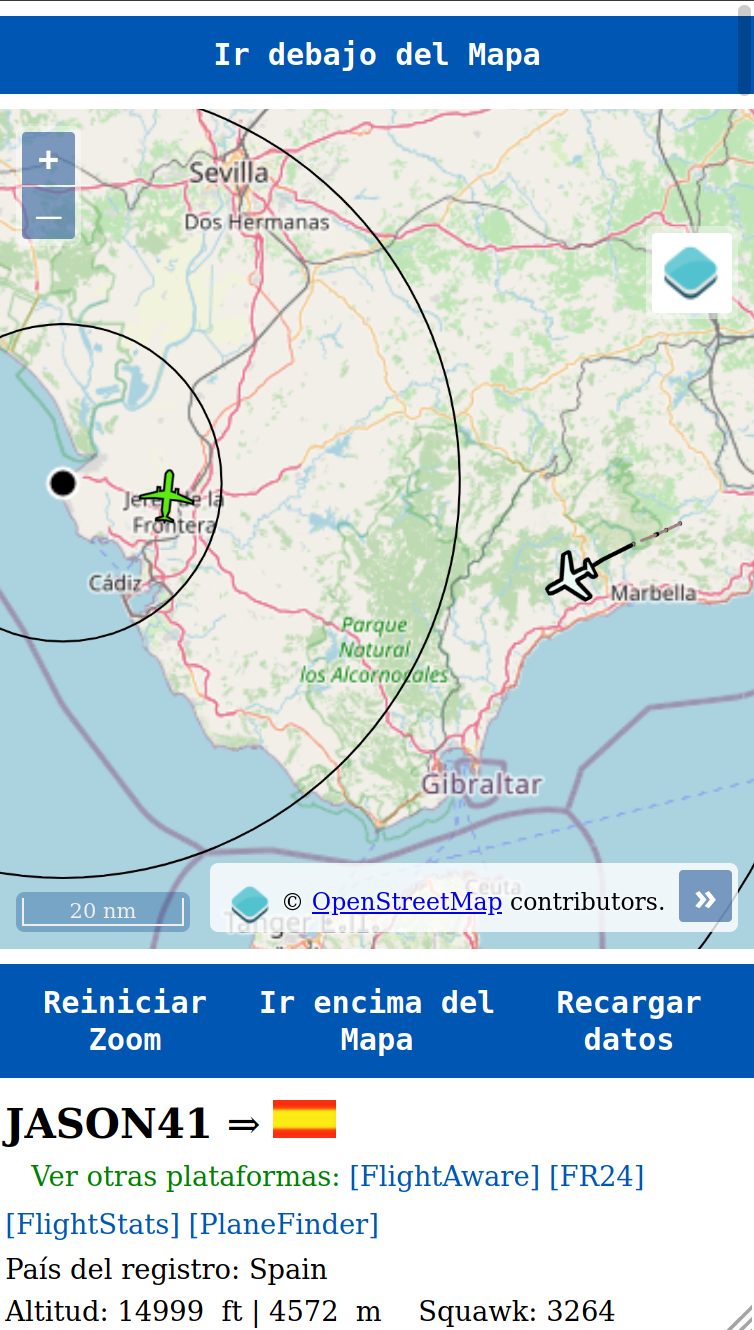 Ir debajo del Mapa
+
Sevilla
–
Dos Hermanas
Jerez de la
Frontera
Cádiz
Marbella
Parque
Natural
los Alcornocales
Gibraltar
Ceuta
20 nm
© OpenStreetMap contributors.
»
Tánger
Reiniciar Zoom
Ir encima del Mapa
Recargar datos
JASON41 ⇒
Ver otras plataformas: [FlightAware] [FR24]
[FlightStats] [PlaneFinder]
País del registro: Spain
Altitud: 14999 ft | 4572 m Squawk: 3264